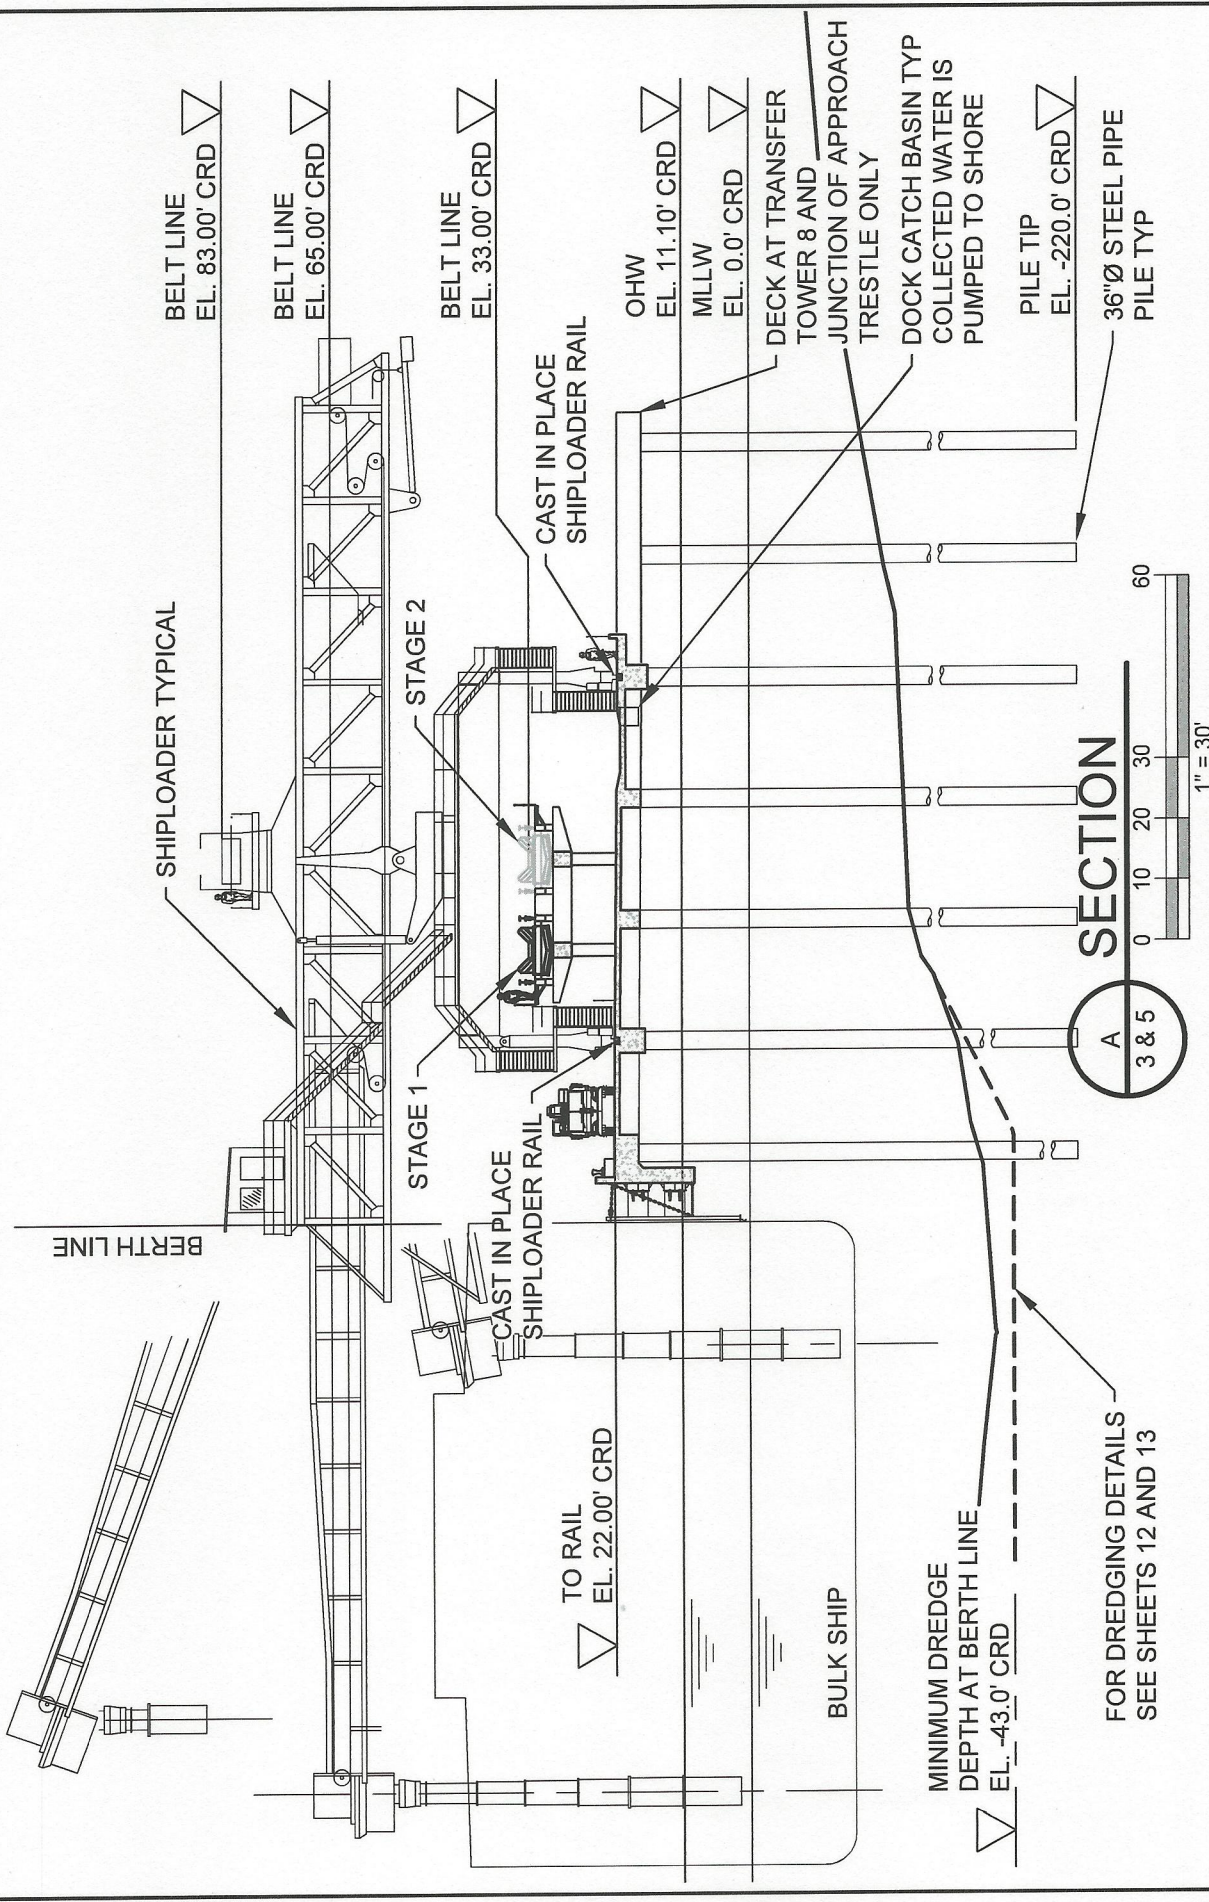 BELT LINE
EL. 83.00' CRD
BELT LINE
EL. 65.00' CRD
BELT LINE
EL. 33.00' CRD
OHW
EL. 11.10' CRD
MLLW
EL. 0.0' CRD
DECK AT TRANSFER
TOWER 8 AND
JUNCTION OF APPROACH
TRESTLE ONLY
DOCK CATCH BASIN TYP
COLLECTED WATER IS
PUMPED TO SHORE
PILE TIP
EL. -220.0' CRD
36"Ø STEEL PIPE
PILE TYP
SHIPLOADER TYPICAL
STAGE 2
CAST IN PLACE
SHIPLOADER RAIL
STAGE 1
CAST IN PLACE
SHIPLOADER RAIL
BERTH LINE
TO RAIL
EL. 22.00' CRD
BULK SHIP
MINIMUM DREDGE
DEPTH AT BERTH LINE
EL. -43.0' CRD
FOR DREDGING DETAILS
SEE SHEETS 12 AND 13
A
3 & 5
SECTION
0 10 20 30 60
1" = 30'